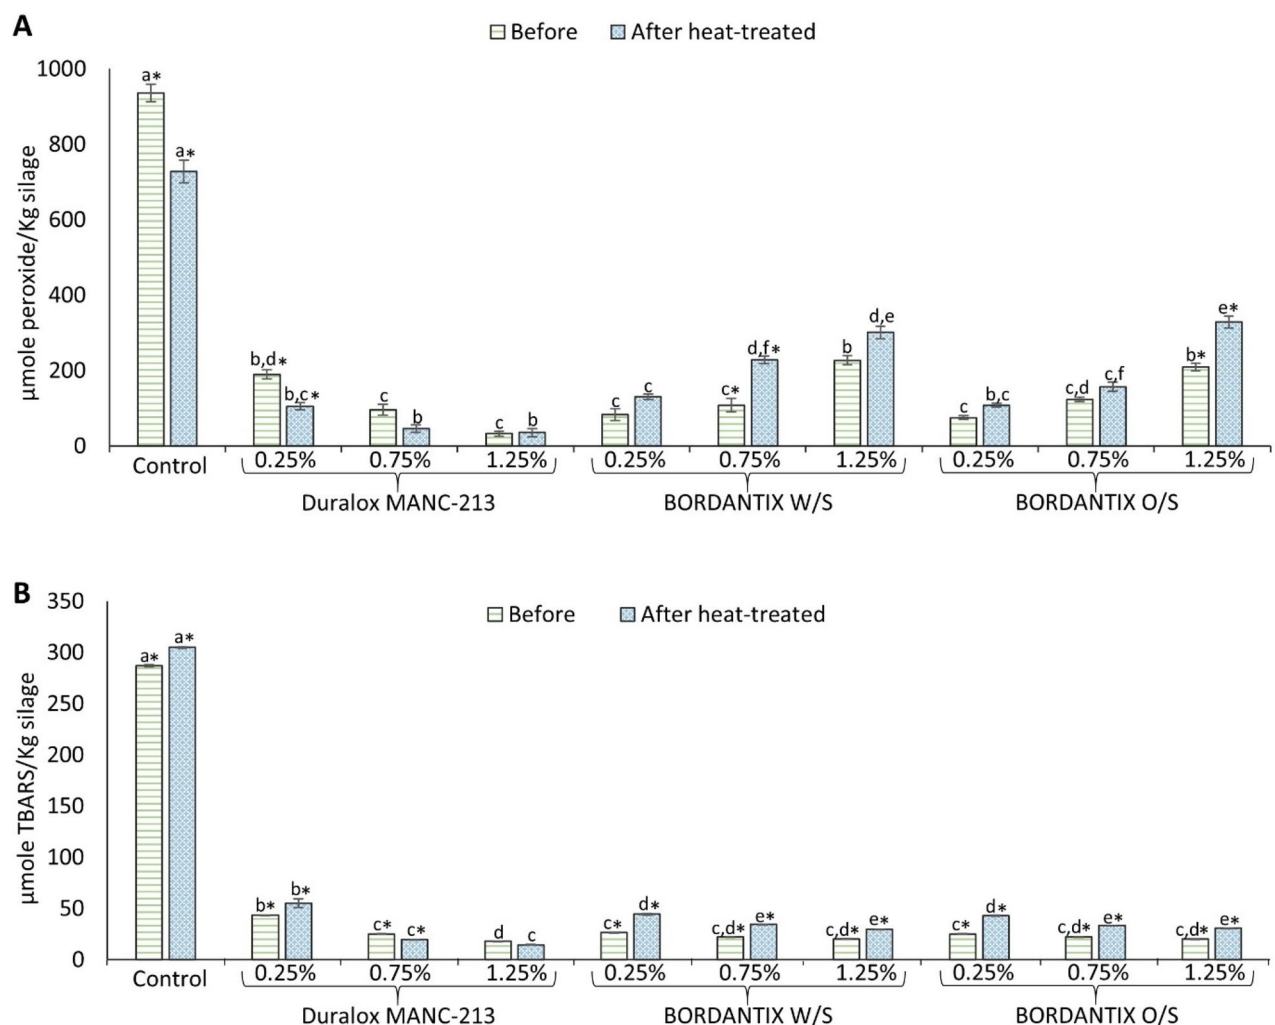 A
Before After heat-treated
µmole peroxide/Kg silage
1000
800
600
400
200
0
a* a*
b,d* b,c*
c b
c b
c c
c* d,f*
b d,e
c b,c
c,d c,f
b* e*
Control 0.25% 0.75% 1.25% 0.25% 0.75% 1.25% 0.25% 0.75% 1.25%
Duralox MANC-213 BORDANTIX W/S BORDANTIX O/S
B
Before After heat-treated
µmole TBARS/Kg silage
350
300
250
200
150
100
50
0
a* a*
b* b*
c* c*
d c
c* d*
c,d* e*
c,d* e*
c* d*
c,d* e*
c,d* e*
Control 0.25% 0.75% 1.25% 0.25% 0.75% 1.25% 0.25% 0.75% 1.25%
Duralox MANC-213 BORDANTIX W/S BORDANTIX O/S